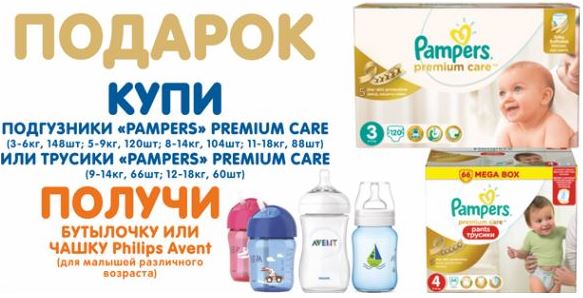 ПОДАРОК
КУПИ
ПОДГУЗНИКИ «PAMPERS» PREMIUM CARE
(3-6кг, 148шт; 5-9кг, 120шт; 8-14кг, 104шт; 11-18кг, 88шт)
ИЛИ ТРУСИКИ «PAMPERS» PREMIUM CARE
(9-14кг, 66шт; 12-18кг, 60шт)
ПОЛУЧИ
БУТЫЛОЧКУ ИЛИ
ЧАШКУ Philips Avent
(для малышей различного
возраста)
AVENT
Pampers
premium care
3
120
66 MEGA BOX
Pampers
premium care
pants
трусики
4